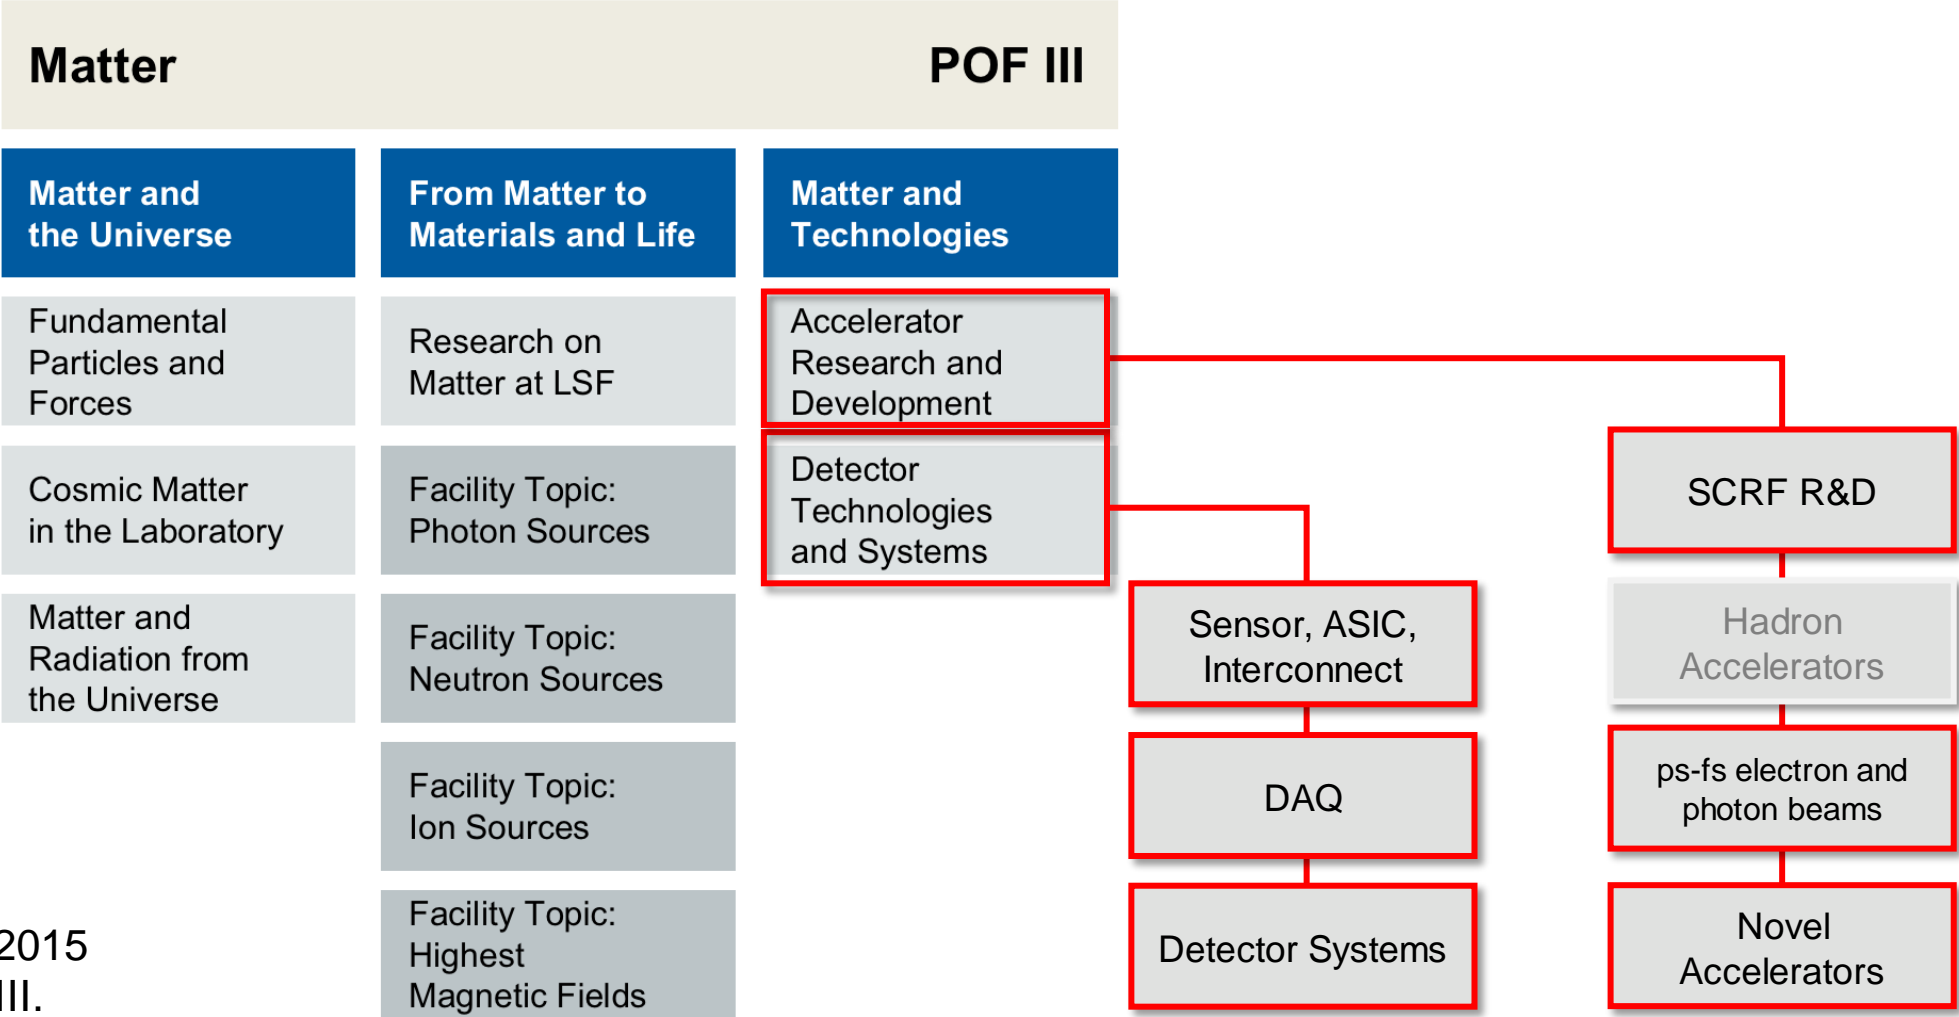 Matter POF III
Matter and
the Universe
From Matter to
Materials and Life
Matter and
Technologies
Fundamental
Particles and
Forces
Research on
Matter at LSF
Accelerator
Research and
Development
Cosmic Matter
in the Laboratory
Facility Topic:
Photon Sources
Detector
Technologies
and Systems
SCRF R&D
Matter and
Radiation from
the Universe
Facility Topic:
Neutron Sources
Sensor, ASIC,
Interconnect
Hadron
Accelerators
Facility Topic:
Ion Sources
DAQ
ps-fs electron and
photon beams
Facility Topic:
Highest
Magnetic Fields
Detector Systems
Novel
Accelerators
2015
III.